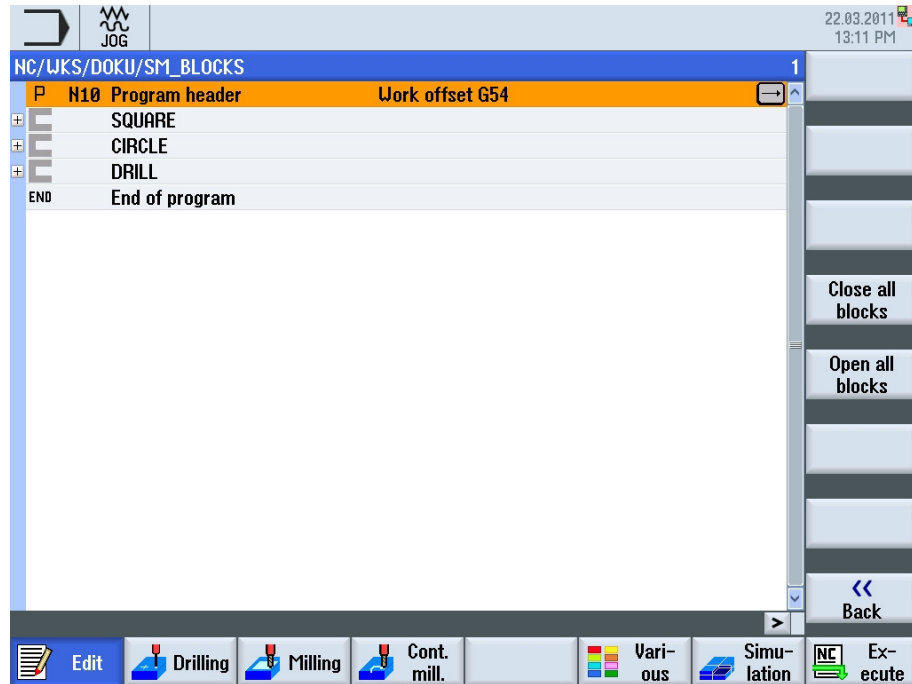 JOG
22.03.2011
13:11 PM
NC/WKS/DOKU/SM_BLOCKS 1
P N10 Program header Work offset G54
SQUARE
CIRCLE
DRILL
END End of program
Close all
blocks
Open all
blocks
<<
Back
>
Edit
Drilling
Milling
Cont.
mill.
Vari-
ous
Simu-
lation
NC
Ex-
ecute